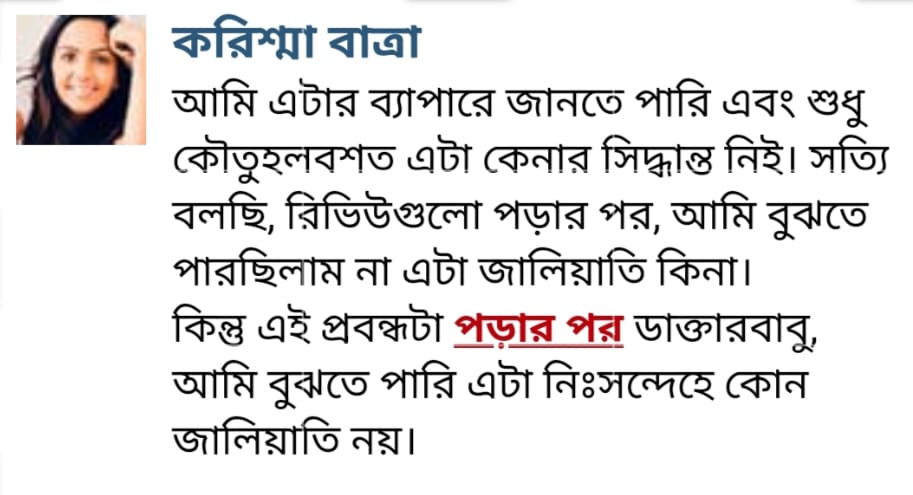 করিশ্মা বাত্রা
আমি এটার ব্যাপারে জানতে পারি এবং শুধু
কৌতুহলবশত এটা কেনার সিদ্ধান্ত নিই। সত্যি
বলছি, রিভিউগুলো পড়ার পর, আমি বুঝতে
পারছিলাম না এটা জালিয়াতি কিনা।
কিন্তু এই প্রবন্ধটা পড়ার পর ডাক্তারবাবু,
আমি বুঝতে পারি এটা নিঃসন্দেহে কোন
জালিয়াতি নয়।